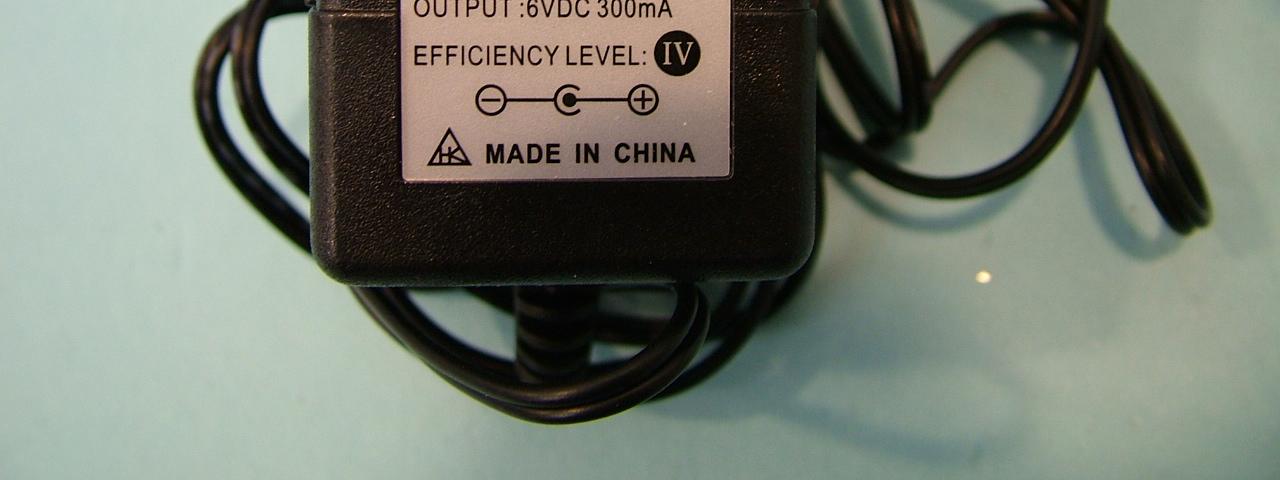 OUTPUT :6VDC 300mA
EFFICIENCY LEVEL: IV
MADE IN CHINA